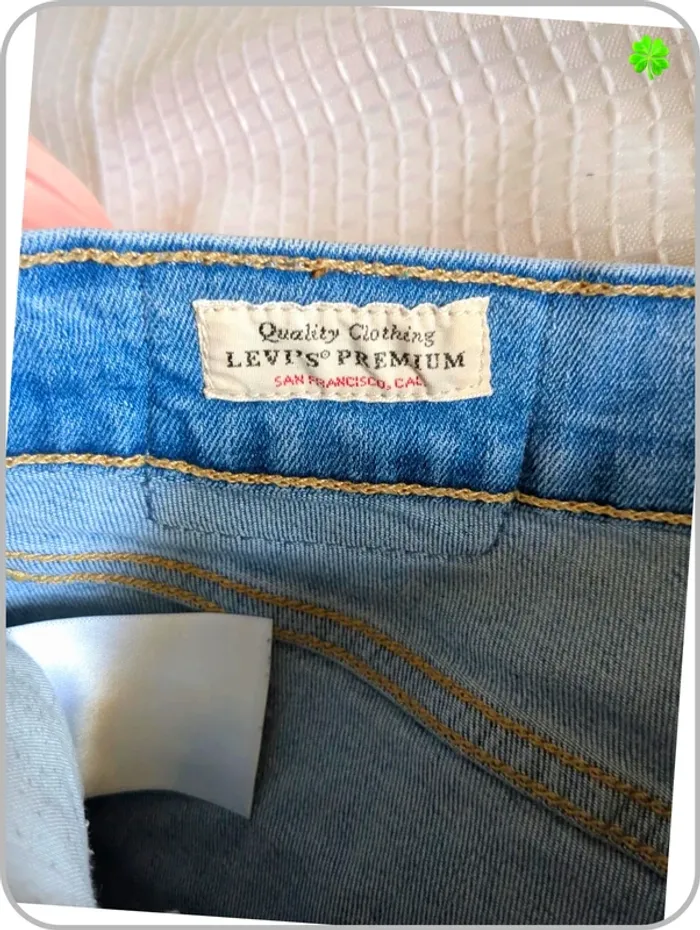 Quality Clothing
LEVI'S® PREMIUM
SAN FRANCISCO, CAL.